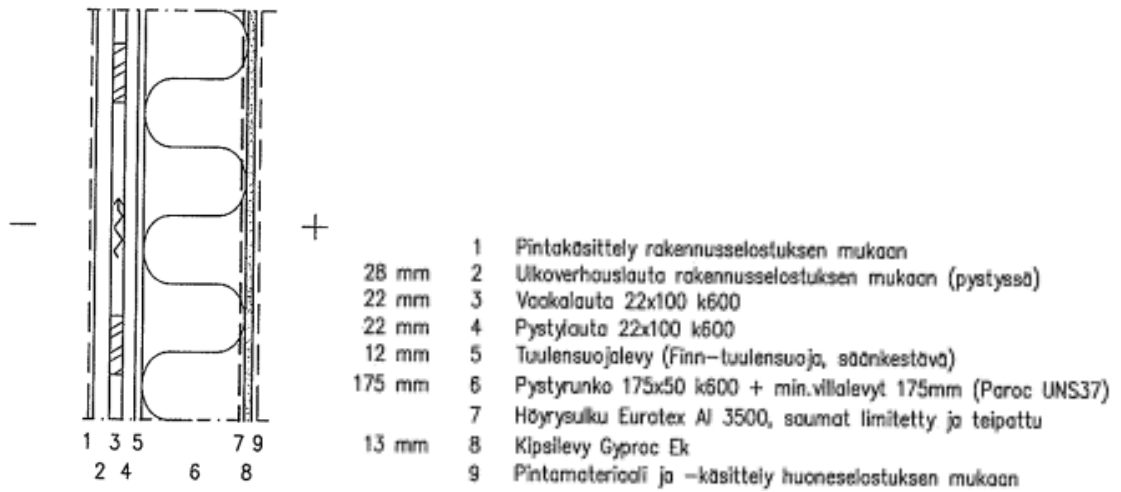 − +
1 Pintakäsittely rakennusselostuksen mukaan
28 mm 2 Ulkoverhouslauta rakennusselostuksen mukaan (pystyssä)
22 mm 3 Vaakalauta 22x100 k600
22 mm 4 Pystylauta 22x100 k600
12 mm 5 Tuulensuojalevy (Finn-tuulensuoja, säänkestävä)
175 mm 6 Pystyrunko 175x50 k600 + min.villalevyt 175mm (Paroc UNS37)
7 Höyrysulku Eurotex Al 3500, saumat limitetty ja teipattu
13 mm 8 Kipsilevy Gyproc Ek
9 Pintamateriaali ja -käsittely huoneselostuksen mukaan
1 3 5 7 9
2 4 6 8